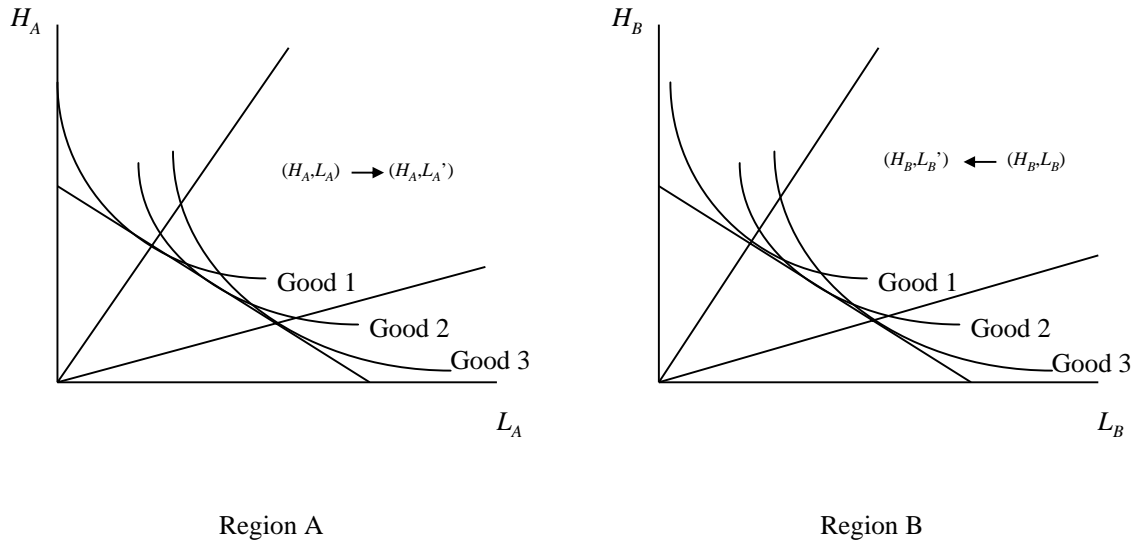 H_A
(H_A,L_A) → (H_A,L_A’)
Good 1
Good 2
Good 3
L_A
Region A
H_B
(H_B,L_B’) ← (H_B,L_B)
Good 1
Good 2
Good 3
L_B
Region B